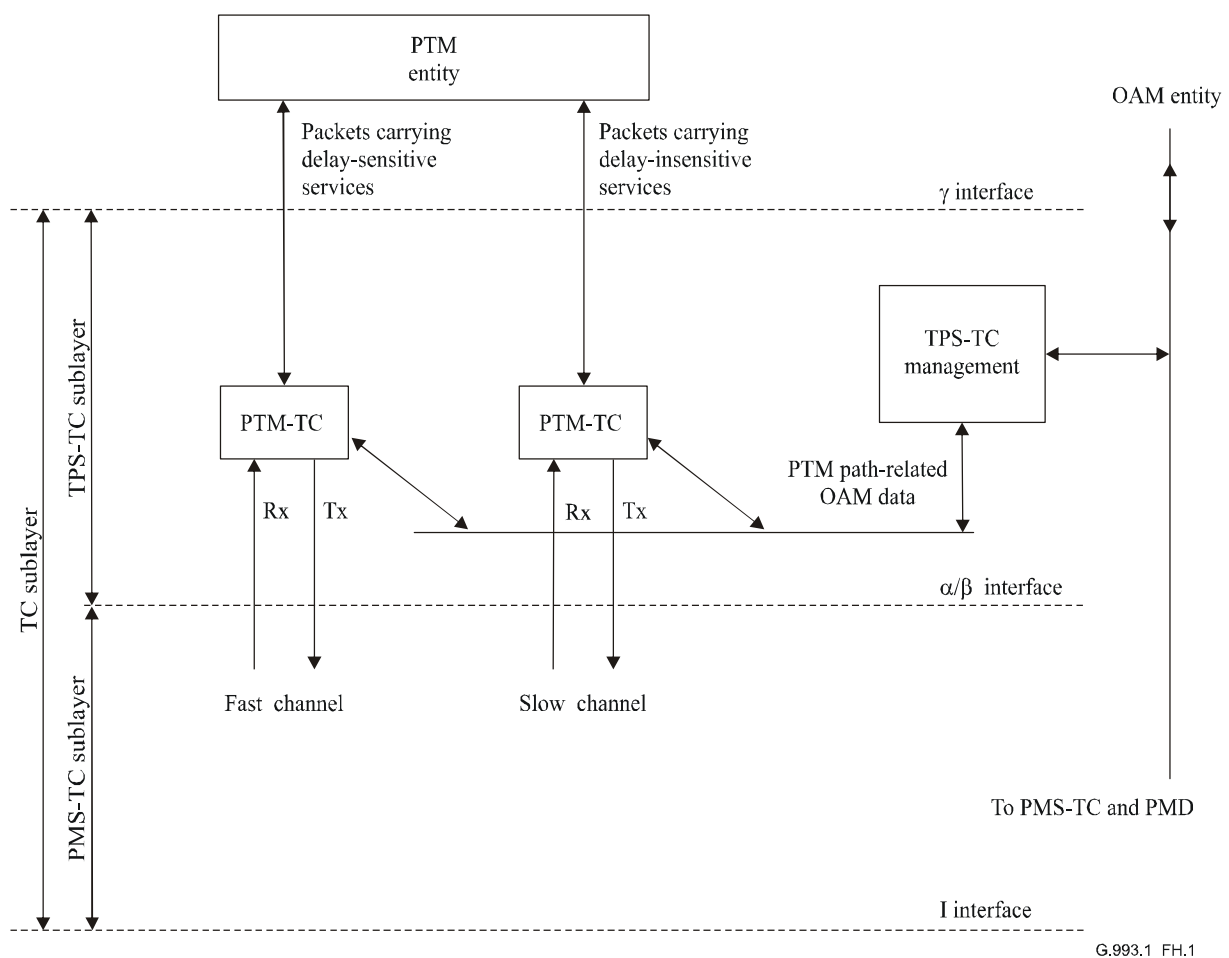 PTM
entity
OAM entity
Packets carrying
delay-sensitive
services
Packets carrying
delay-insensitive
services
γ interface
TPS-TC
management
PTM-TC
PTM-TC
PTM path-related
OAM data
Rx
Tx
Rx
Tx
TPS-TC sublayer
TC sublayer
α/β interface
Fast channel
Slow channel
PMS-TC sublayer
To PMS-TC and PMD
I interface
G.993.1_FH.1